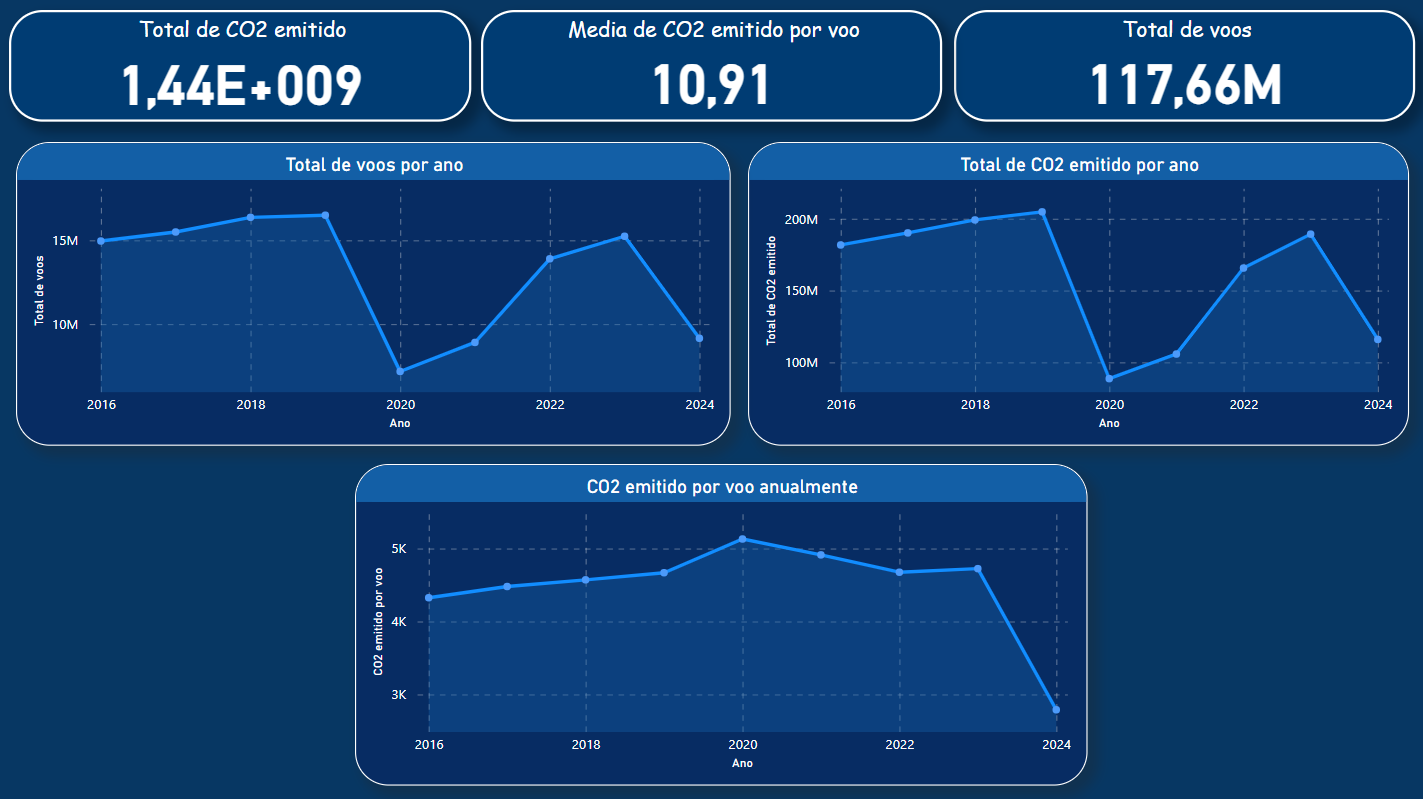 Total de CO2 emitido
1,44E+009
Media de CO2 emitido por voo
10,91
Total de voos
117,66M
Total de voos por ano
Total de voos
15M
10M
2016
2018
2020
2022
2024
Ano
Total de CO2 emitido por ano
Total de CO2 emitido
200M
150M
100M
2016
2018
2020
2022
2024
Ano
CO2 emitido por voo anualmente
CO2 emitido por voo
5K
4K
3K
2016
2018
2020
2022
2024
Ano